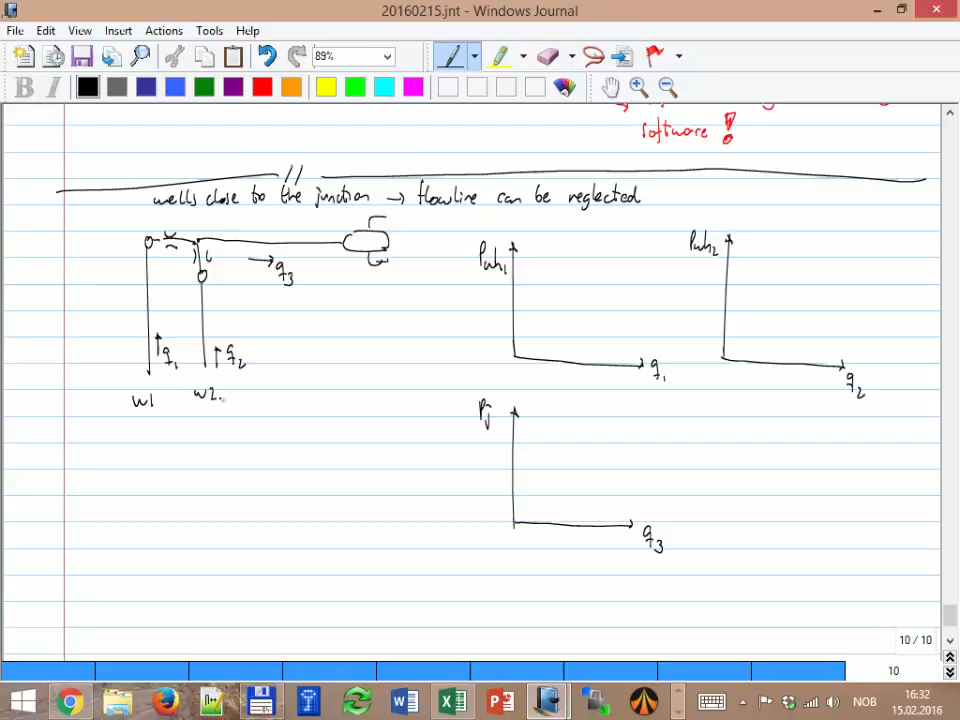 20160215.jnt - Windows Journal
File Edit View Insert Actions Tools Help
89%
B I
software !
wells close to the junction → flowline can be neglected
q3
q1
q2
w1
w2.
Pwh1
q1
Pwh2
q2
Pj
q3
10 / 10
10
NOB
16:32
15.02.2016